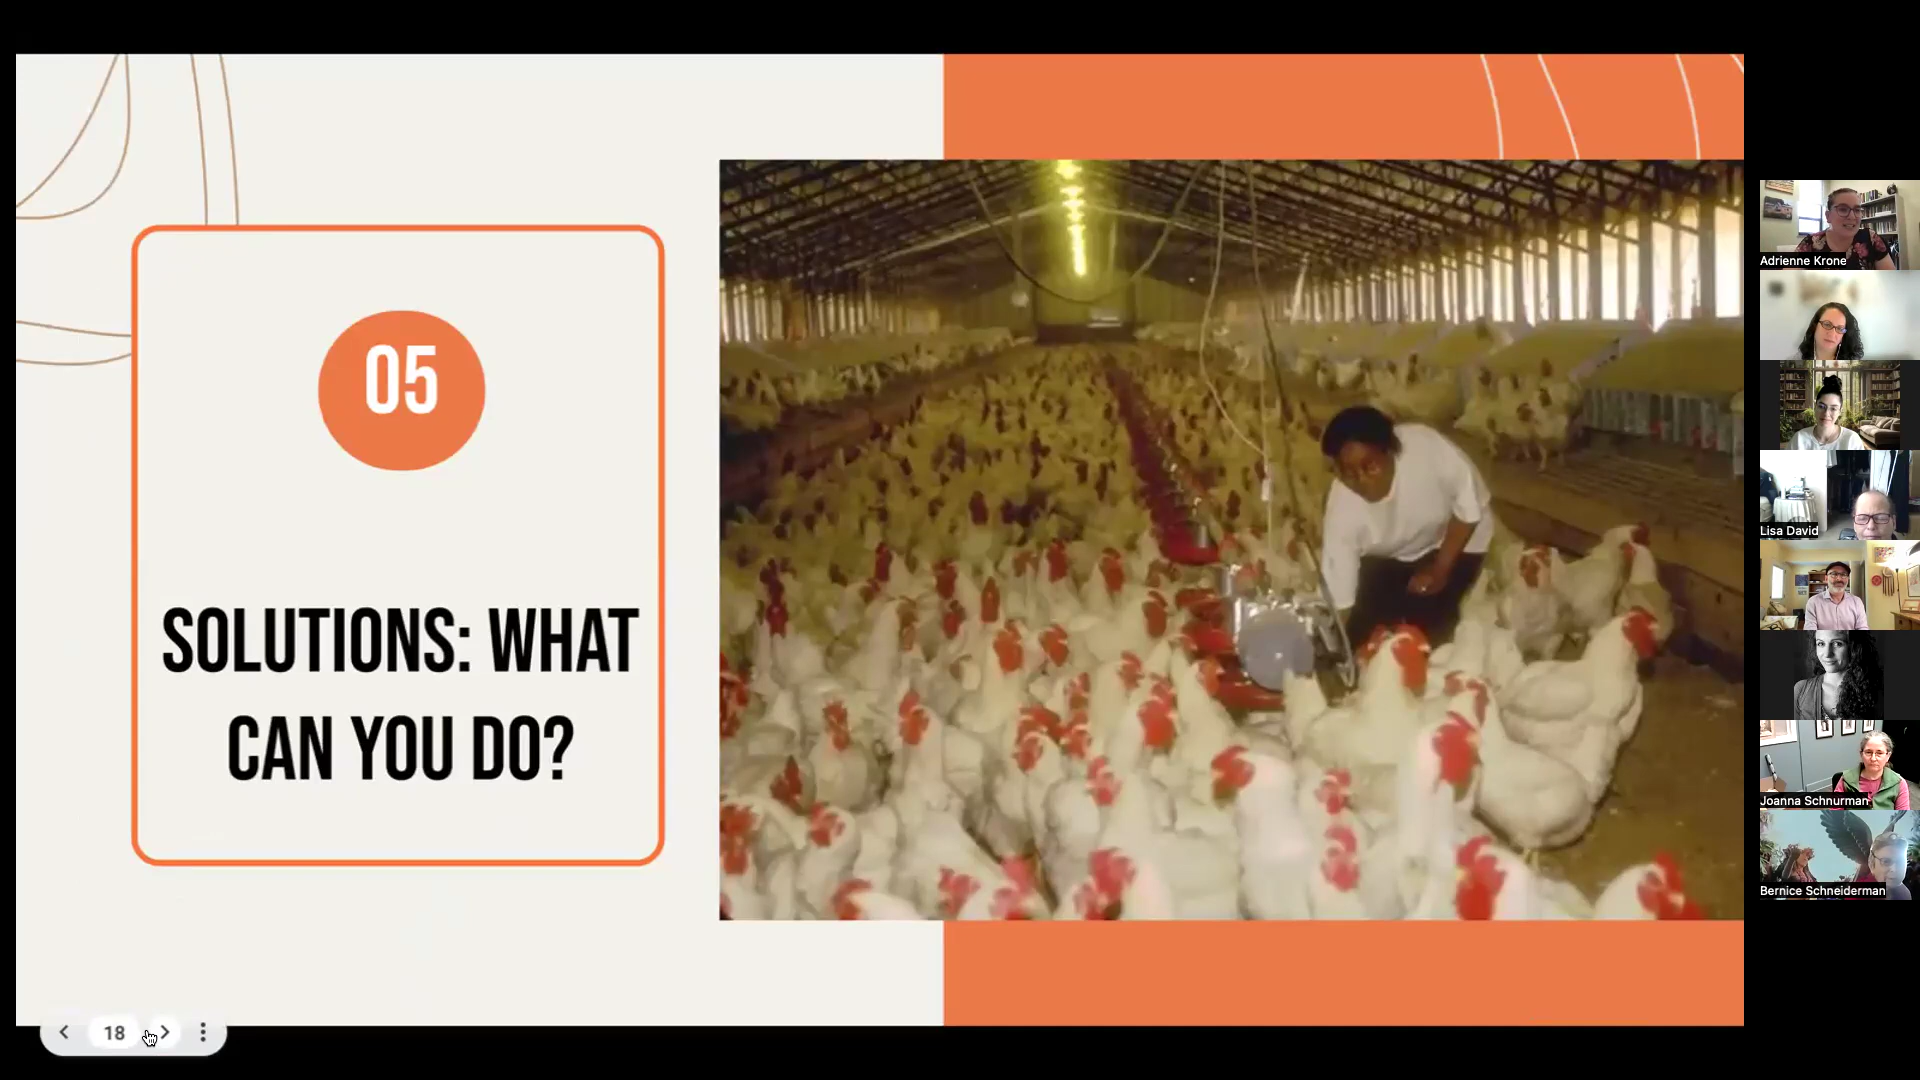 05
SOLUTIONS: WHAT
CAN YOU DO?
18
Adrienne Krone
Lisa David
Joanna Schnurman
Bernice Schneiderman